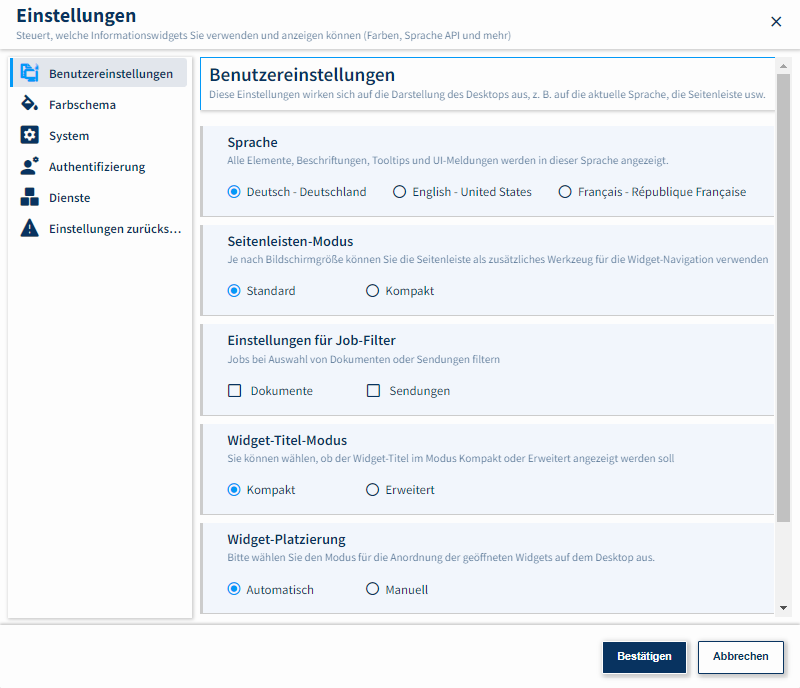 Einstellungen
Steuert, welche Informationswidgets Sie verwenden und anzeigen können (Farben, Sprache API und mehr)
Benutzereinstellungen
Farbschema
System
Authentifizierung
Dienste
Einstellungen zurücks...
Benutzereinstellungen
Diese Einstellungen wirken sich auf die Darstellung des Desktops aus, z. B. auf die aktuelle Sprache, die Seitenleiste usw.
Sprache
Alle Elemente, Beschriftungen, Tooltips und UI-Meldungen werden in dieser Sprache angezeigt.
Deutsch - Deutschland English - United States Français - République Française
Seitenleisten-Modus
Je nach Bildschirmgröße können Sie die Seitenleiste als zusätzliches Werkzeug für die Widget-Navigation verwenden
Standard Kompakt
Einstellungen für Job-Filter
Jobs bei Auswahl von Dokumenten oder Sendungen filtern
Dokumente Sendungen
Widget-Titel-Modus
Sie können wählen, ob der Widget-Titel im Modus Kompakt oder Erweitert angezeigt werden soll
Kompakt Erweitert
Widget-Platzierung
Bitte wählen Sie den Modus für die Anordnung der geöffneten Widgets auf dem Desktop aus.
Automatisch Manuell
Bestätigen Abbrechen